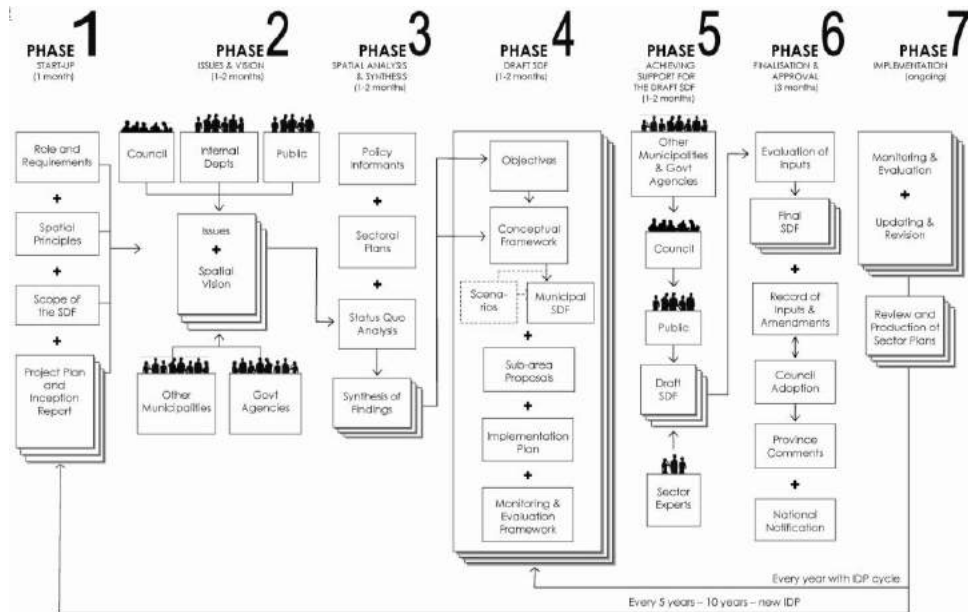 PHASE 1
START-UP
(1 month)
Role and
Requirements
+
Spatial
Principles
+
Scope of
the SDF
+
Project Plan
and
Inception
Report
PHASE 2
ISSUES & VISION
(1-2 months)
Council
Internal
Depts
Public
Issues
+
Spatial
Vision
Other
Municipalities
Govt
Agencies
PHASE 3
SPATIAL ANALYSIS
& SYNTHESIS
(1-2 months)
Policy
Informants
+
Sectoral
Plans
+
Status Quo
Analysis
Synthesis of
Findings
PHASE 4
DRAFT SDF
(1-2 months)
Objectives
+
Conceptual
Framework
Scena-
rios
Municipal
SDF
+
Sub-area
Proposals
+
Implementation
Plan
+
Monitoring &
Evaluation
Framework
PHASE 5
ACHIEVING
SUPPORT FOR
THE DRAFT SDF
(1-2 months)
Other
Municipalities
& Govt
Agencies
Council
Public
Draft
SDF
Sector
Experts
PHASE 6
FINALISATION &
APPROVAL
(3 months)
Evaluation of
Inputs
Final
SDF
+
Record of
Inputs &
Amendments
Council
Adoption
Province
Comments
+
National
Notification
PHASE 7
IMPLEMENTATION
(ongoing)
Monitoring &
Evaluation
+
Updating &
Revision
Review and
Production of
Sector Plans
Every year with IDP cycle
Every 5 years – 10 years – new IDP